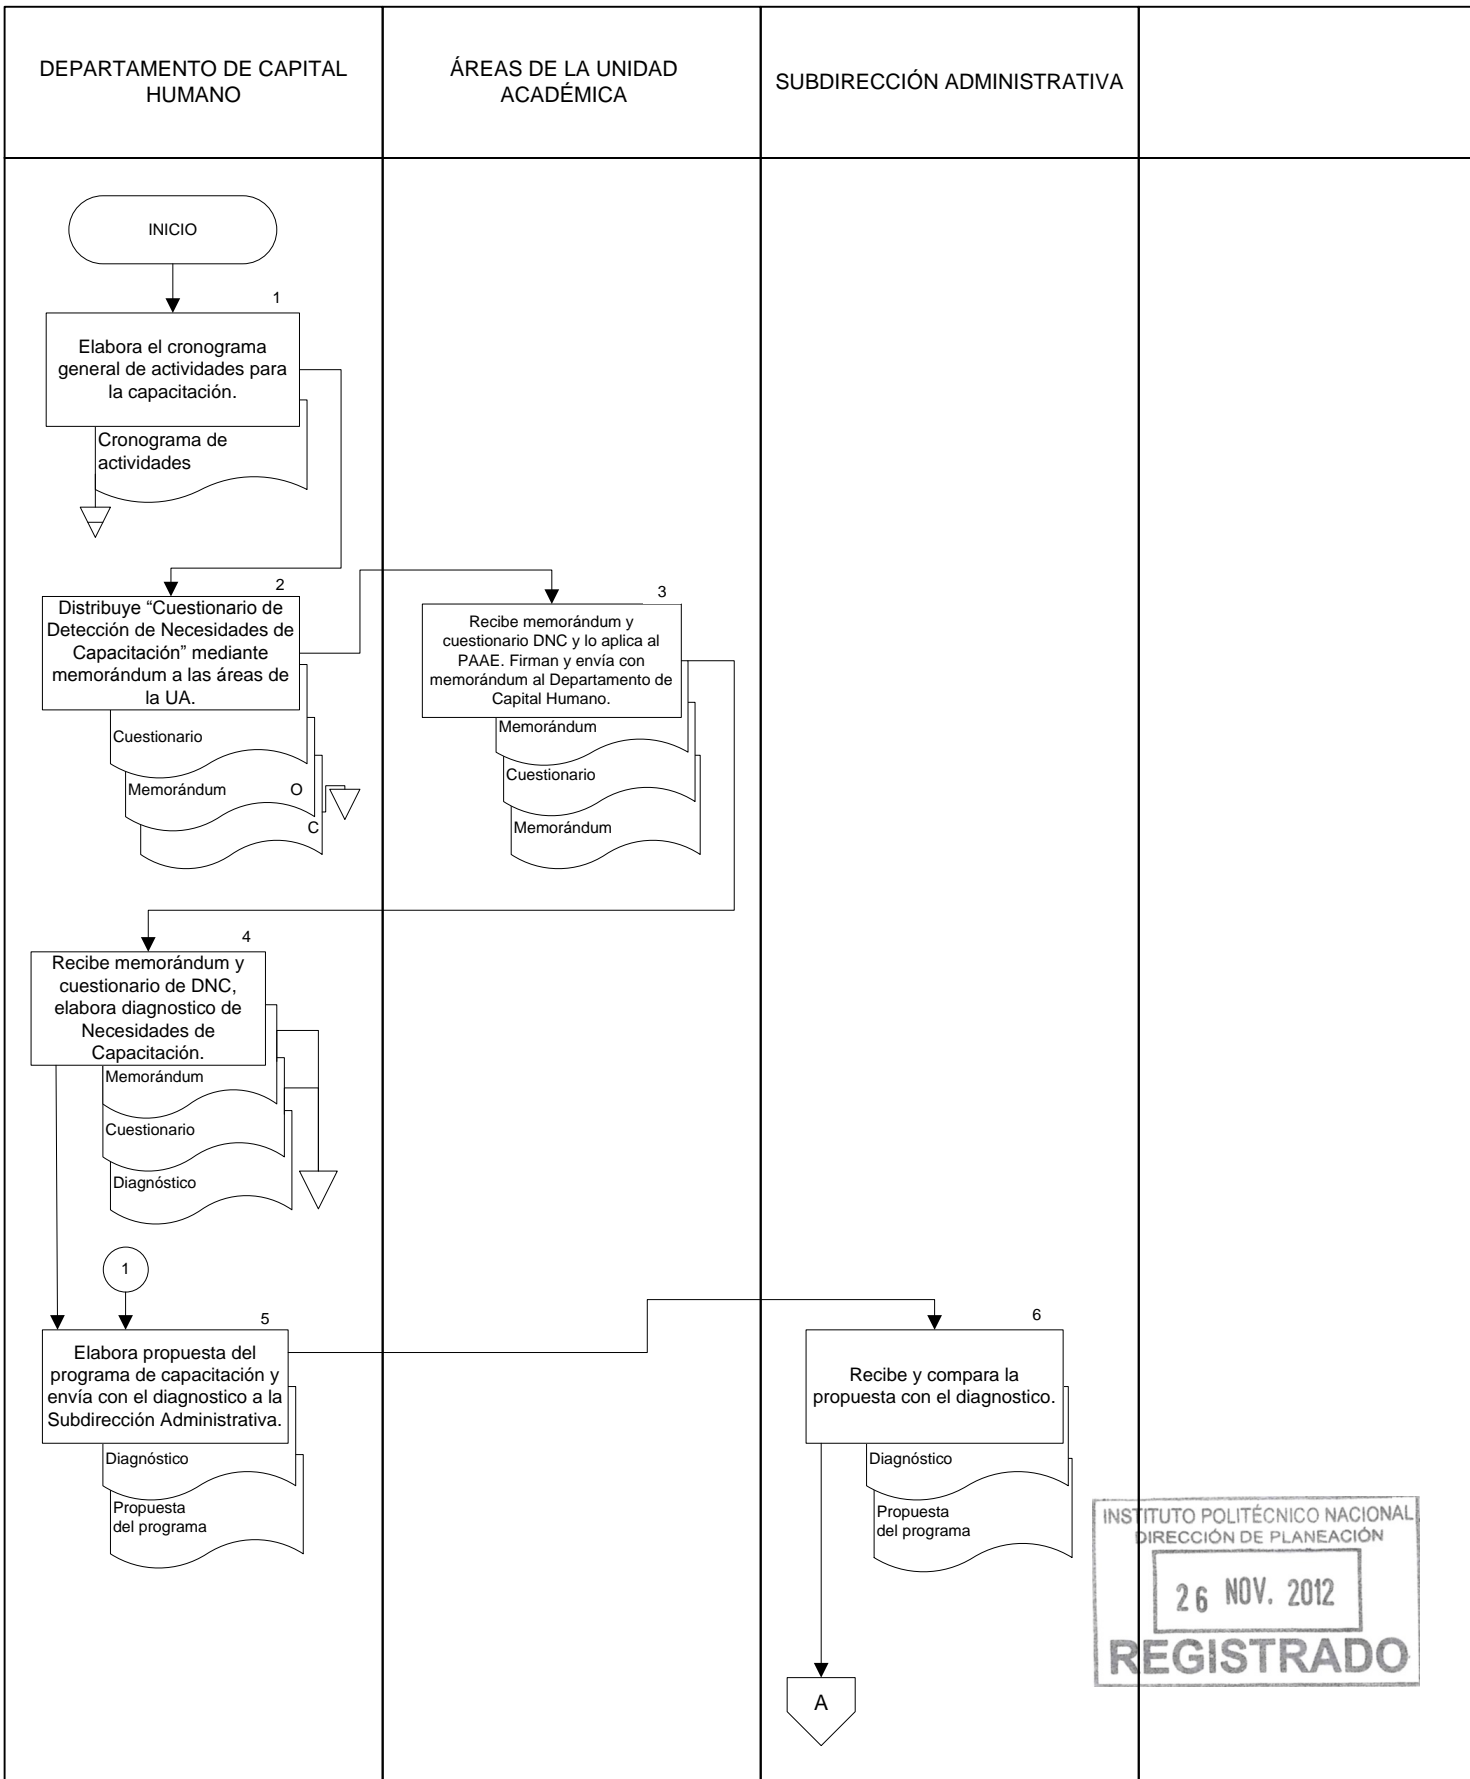 DEPARTAMENTO DE CAPITAL
HUMANO
ÁREAS DE LA UNIDAD
ACADÉMICA
SUBDIRECCIÓN ADMINISTRATIVA
INICIO
1
Elabora el cronograma
general de actividades para
la capacitación.
Cronograma de
actividades
2
Distribuye “Cuestionario de
Detección de Necesidades de
Capacitación” mediante
memorándum a las áreas de
la UA.
Cuestionario
Memorándum
O
C
3
Recibe memorándum y
cuestionario DNC y lo aplica al
PAAE. Firman y envía con
memorándum al Departamento de
Capital Humano.
Memorándum
Cuestionario
Memorándum
4
Recibe memorándum y
cuestionario de DNC,
elabora diagnostico de
Necesidades de
Capacitación.
Memorándum
Cuestionario
Diagnóstico
1
5
Elabora propuesta del
programa de capacitación y
envía con el diagnostico a la
Subdirección Administrativa.
Diagnóstico
Propuesta
del programa
6
Recibe y compara la
propuesta con el diagnostico.
Diagnóstico
Propuesta
del programa
A
INSTITUTO POLITÉCNICO NACIONAL
DIRECCIÓN DE PLANEACIÓN
26 NOV. 2012
REGISTRADO